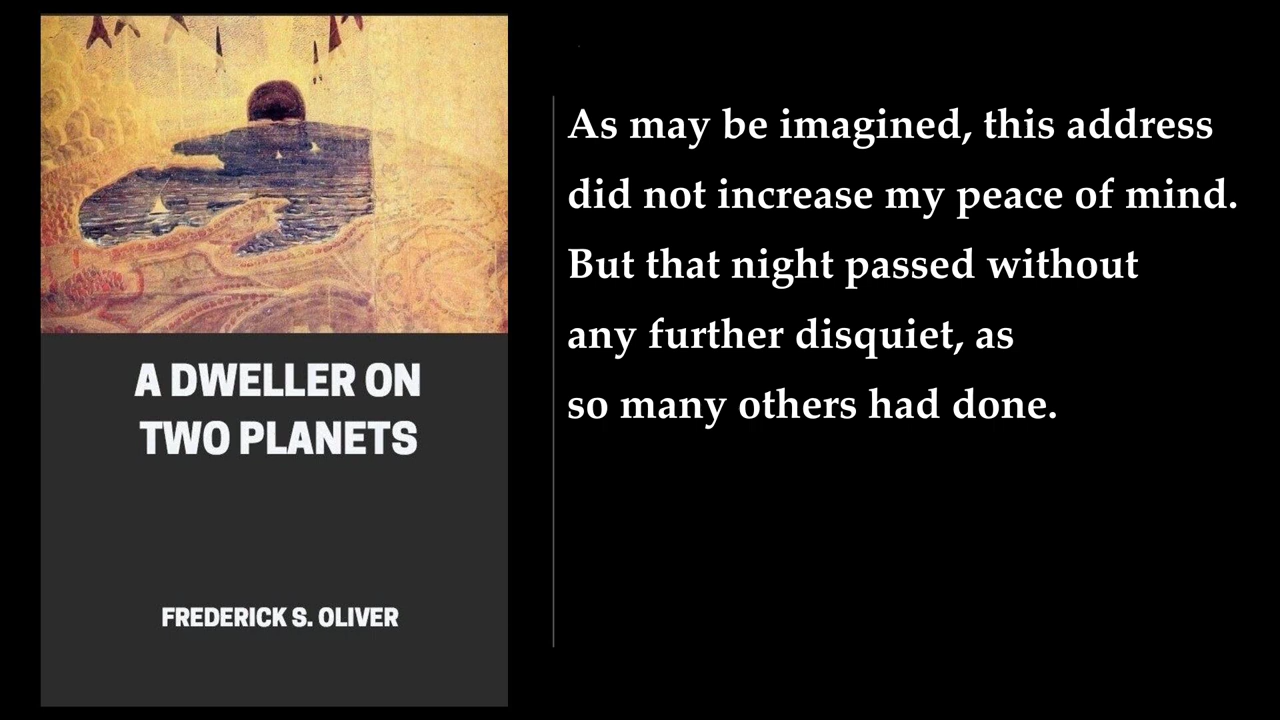 A DWELLER ON
TWO PLANETS
FREDERICK S. OLIVER
As may be imagined, this address
did not increase my peace of mind.
But that night passed without
any further disquiet, as
so many others had done.